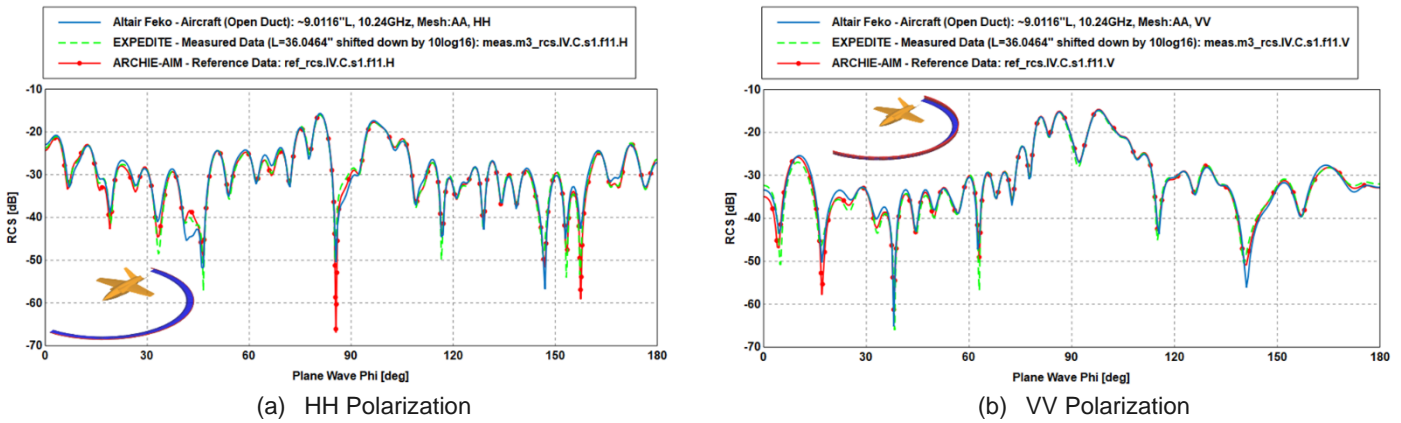 Altair Feko - Aircraft (Open Duct): ~9.0116"L, 10.24GHz, Mesh:AA, HH
EXPEDITE - Measured Data (L=36.0464" shifted down by 10log16): meas.m3_rcs.IV.C.s1.f11.H
ARCHIE-AIM - Reference Data: ref_rcs.IV.C.s1.f11.H
-10
-20
-30
-40
-50
-60
-70
RCS [dB]
0 30 60 90 120 150 180
Plane Wave Phi [deg]
(a) HH Polarization
Altair Feko - Aircraft (Open Duct): ~9.0116"L, 10.24GHz, Mesh:AA, VV
EXPEDITE - Measured Data (L=36.0464" shifted down by 10log16): meas.m3_rcs.IV.C.s1.f11.V
ARCHIE-AIM - Reference Data: ref_rcs.IV.C.s1.f11.V
-10
-20
-30
-40
-50
-60
-70
RCS [dB]
0 30 60 90 120 150 180
Plane Wave Phi [deg]
(b) VV Polarization